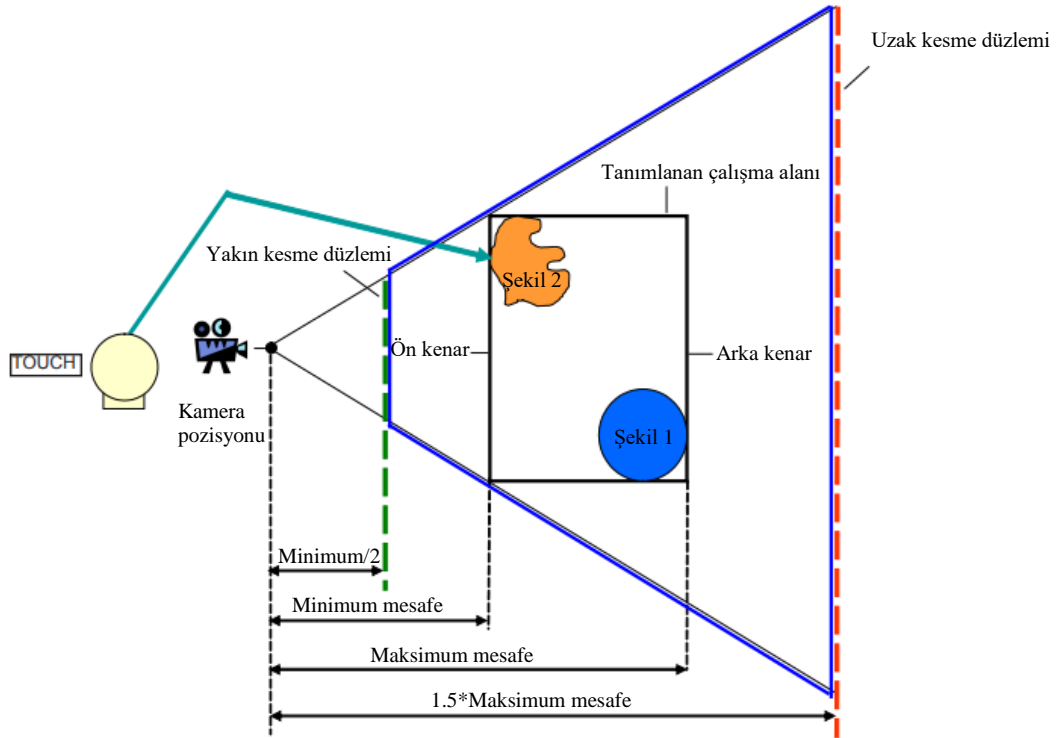 Uzak kesme düzlemi
Tanımlanan çalışma alanı
Yakın kesme düzlemi
Şekil 2
TOUCH
Ön kenar
Arka kenar
Kamera
pozisyonu
Şekil 1
Minimum/2
Minimum mesafe
Maksimum mesafe
1.5*Maksimum mesafe